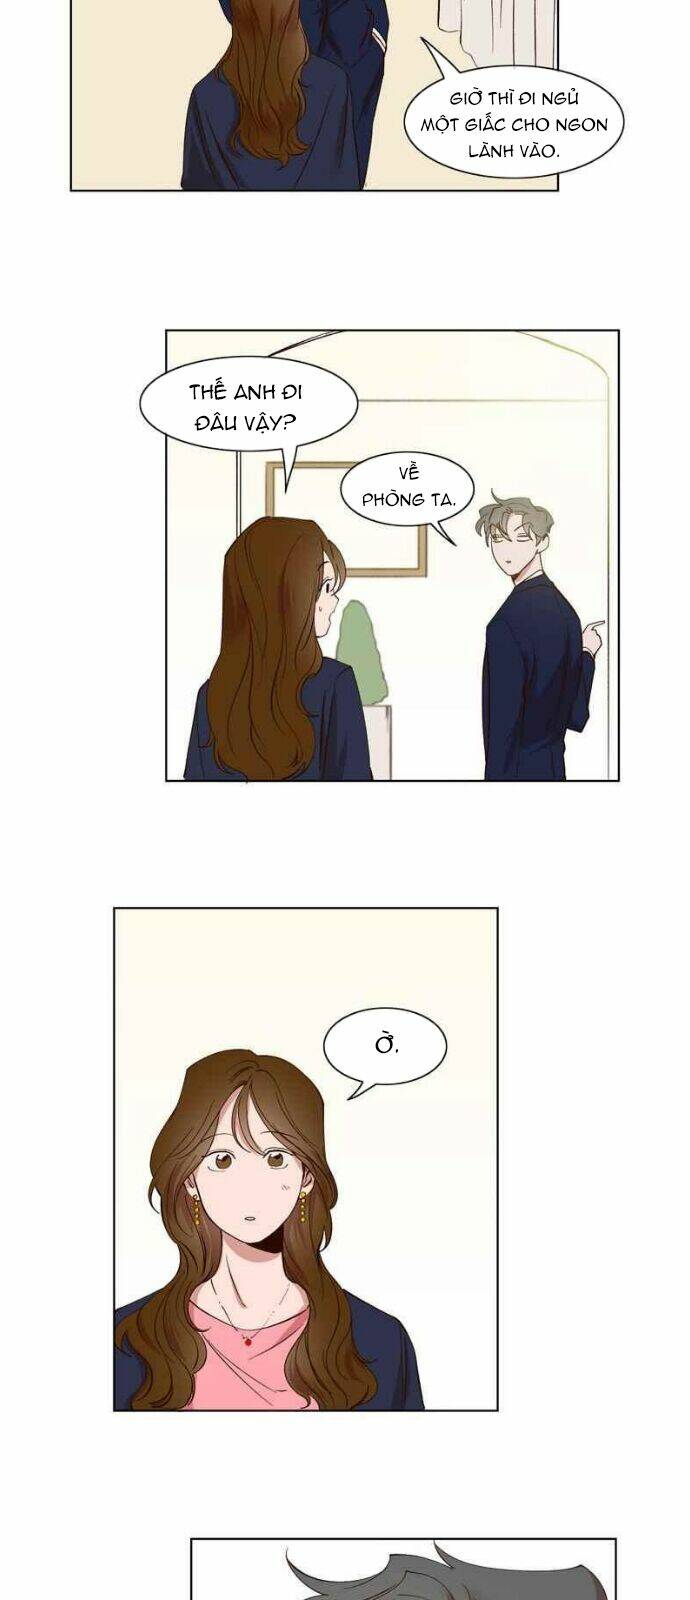 GIỜ THÌ ĐI NGỦ
MỘT GIẤC CHO NGON
LÀNH VÀO.
THẾ ANH ĐI
ĐÂU VẬY?
VỀ
PHÒNG TA.
Ờ.